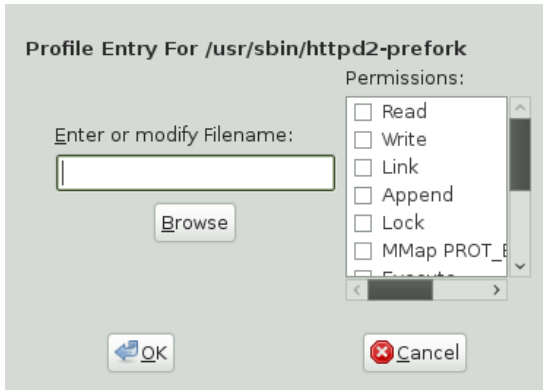 Profile Entry For /usr/sbin/httpd2-prefork
Permissions:
Read
Write
Link
Append
Lock
MMap
Enter or modify Filename:
Browse
OK
Cancel